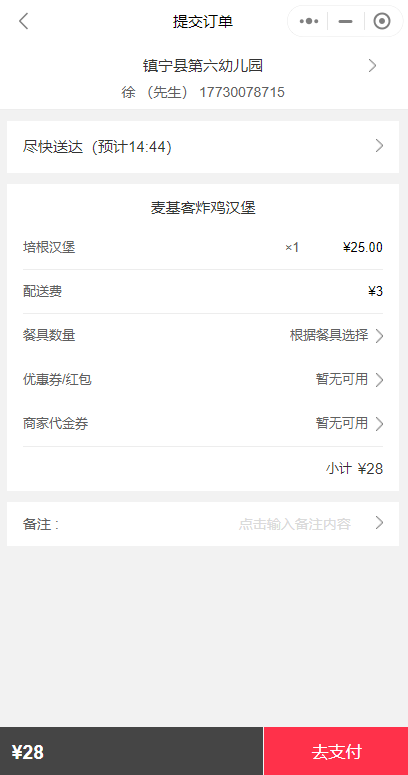 提交订单
镇宁县第六幼儿园
徐 （先生） 17730078715
尽快送达（预计14:44）
麦基客炸鸡汉堡
培根汉堡 ×1 ¥25.00
配送费 ¥3
餐具数量 根据餐具选择
优惠券/红包 暂无可用
商家代金券 暂无可用
小计 ¥28
备注 : 点击输入备注内容
¥28 去支付